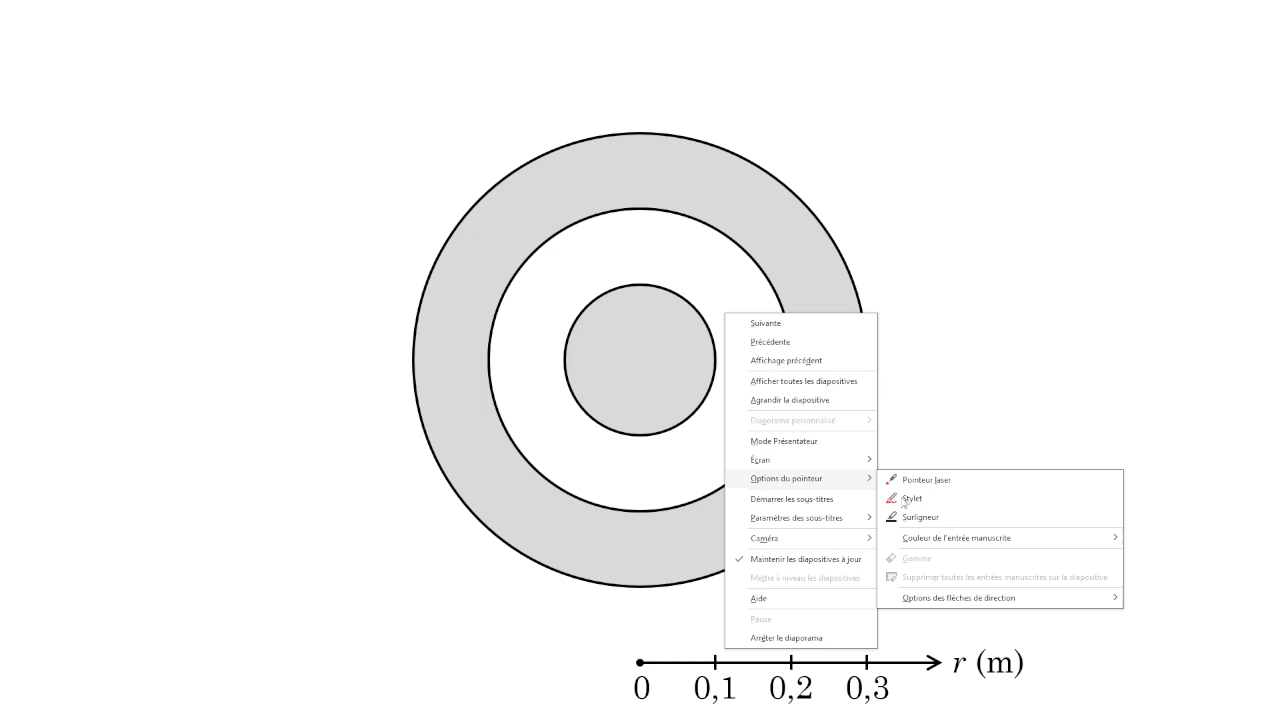 Suivante
Précédente
Affichage précédent
Afficher toutes les diapositives
Agrandir la diapositive
Diaporama personnalisé
Mode Présentateur
Écran
Options du pointeur
Démarrer les sous-titres
Paramètres des sous-titres
Caméra
Maintenir les diapositives à jour
Mettre à niveau les diapositives
Aide
Pause
Arrêter le diaporama
Pointeur laser
Stylet
Surligneur
Couleur de l'entrée manuscrite
Gomme
Supprimer toutes les entrées manuscrites sur la diapositive
Options des flèches de direction
r (m)
0 0,1 0,2 0,3